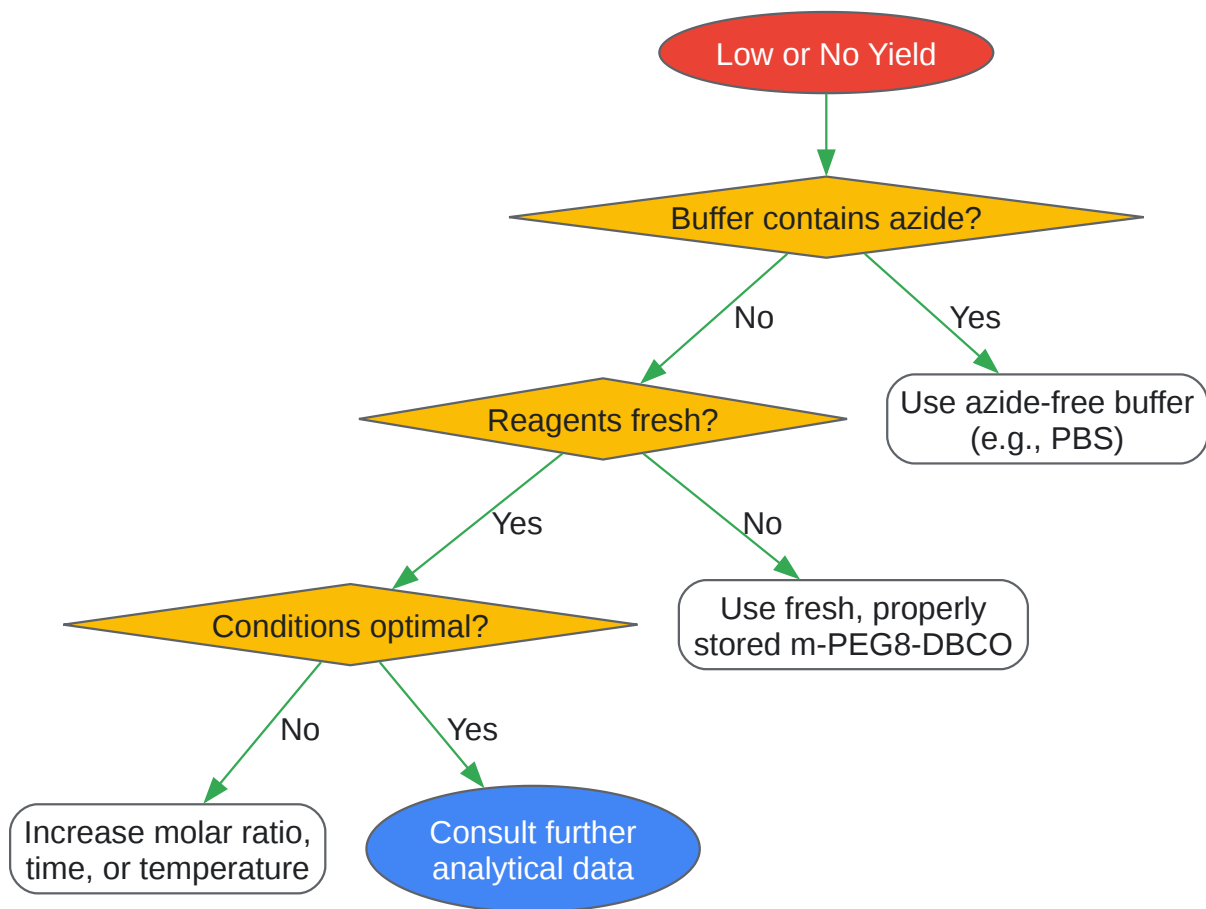 Low or No Yield
Buffer contains azide?
No
Yes
Use azide-free buffer
(e.g., PBS)
Reagents fresh?
Yes
No
Use fresh, properly
stored m-PEG8-DBCO
Conditions optimal?
No
Yes
Increase molar ratio,
time, or temperature
Consult further
analytical data